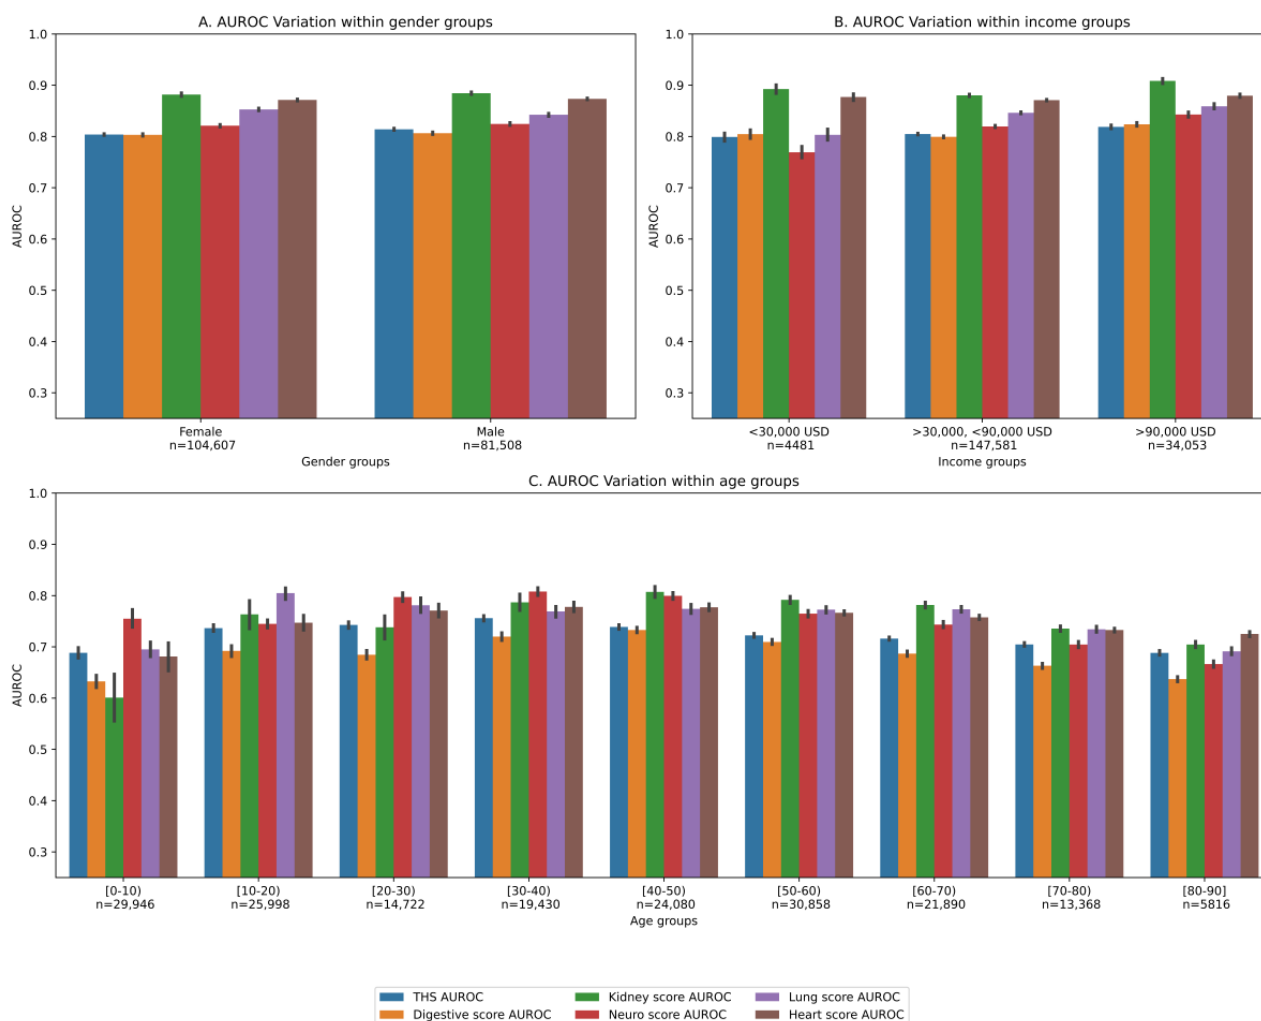 A. AUROC Variation within gender groups
1.0
0.9
0.8
0.7
0.6
0.5
0.4
0.3
AUROC
Female
n=104,607
Male
n=81,508
Gender groups
B. AUROC Variation within income groups
1.0
0.9
0.8
0.7
0.6
0.5
0.4
0.3
AUROC
<30,000 USD
n=4481
>30,000, <90,000 USD
n=147,581
>90,000 USD
n=34,053
Income groups
C. AUROC Variation within age groups
1.0
0.9
0.8
0.7
0.6
0.5
0.4
0.3
AUROC
[0-10)
n=29,946
[10-20)
n=25,998
[20-30)
n=14,722
[30-40)
n=19,430
[40-50)
n=24,080
[50-60)
n=30,858
[60-70)
n=21,890
[70-80)
n=13,368
[80-90]
n=5816
Age groups
THS AUROC
Digestive score AUROC
Kidney score AUROC
Neuro score AUROC
Lung score AUROC
Heart score AUROC